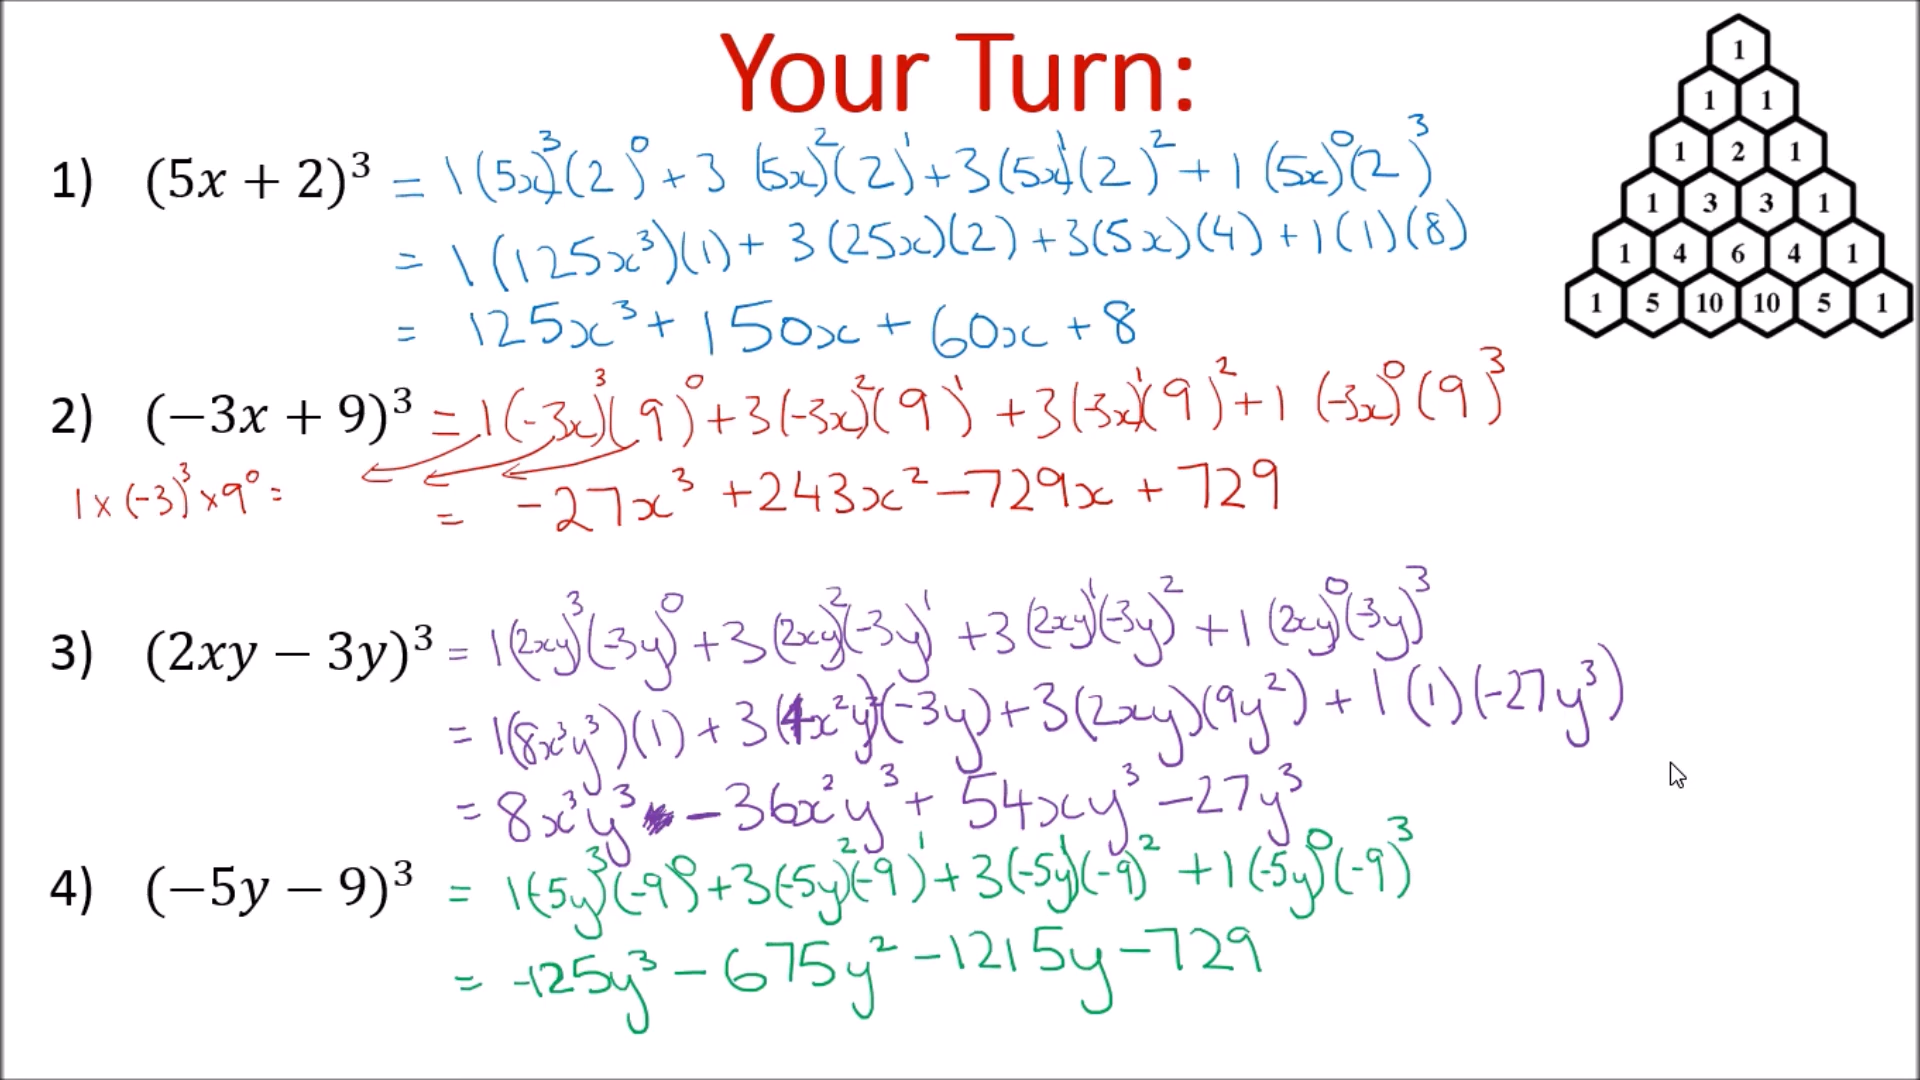 Your Turn:
1) (5x + 2)³ = 1(5x)³(2)⁰ + 3 (5x)²(2)¹ + 3(5x)¹(2)² + 1 (5x)⁰(2)³
= 1(125x³)(1) + 3(25x)(2) + 3(5x)(4) + 1(1)(8)
= 125x³ + 150x + 60x + 8
2) (−3x + 9)³ = 1(-3x)³(9)⁰ + 3(-3x)²(9)¹ + 3(-3x)¹(9)² + 1 (-3x)⁰(9)³
1 × (-3)³ × 9⁰ =
= -27x³ + 243x² − 729x + 729
3) (2xy − 3y)³ = 1(2xy)³(-3y)⁰ + 3(2xy)²(-3y)¹ + 3(2xy)¹(-3y)² + 1(2xy)⁰(-3y)³
= 1(8x³y³)(1) + 3(4x²y²)(-3y) + 3(2xy)(9y²) + 1(1)(-27y³)
= 8x³y³ − 36x²y³ + 54xy³ − 27y³
4) (−5y − 9)³ = 1(-5y)³(-9)⁰ + 3(-5y)²(-9)¹ + 3(-5y)¹(-9)² + 1(-5y)⁰(-9)³
= -125y³ − 675y² − 1215y − 729
1
1 1
1 2 1
1 3 3 1
1 4 6 4 1
1 5 10 10 5 1